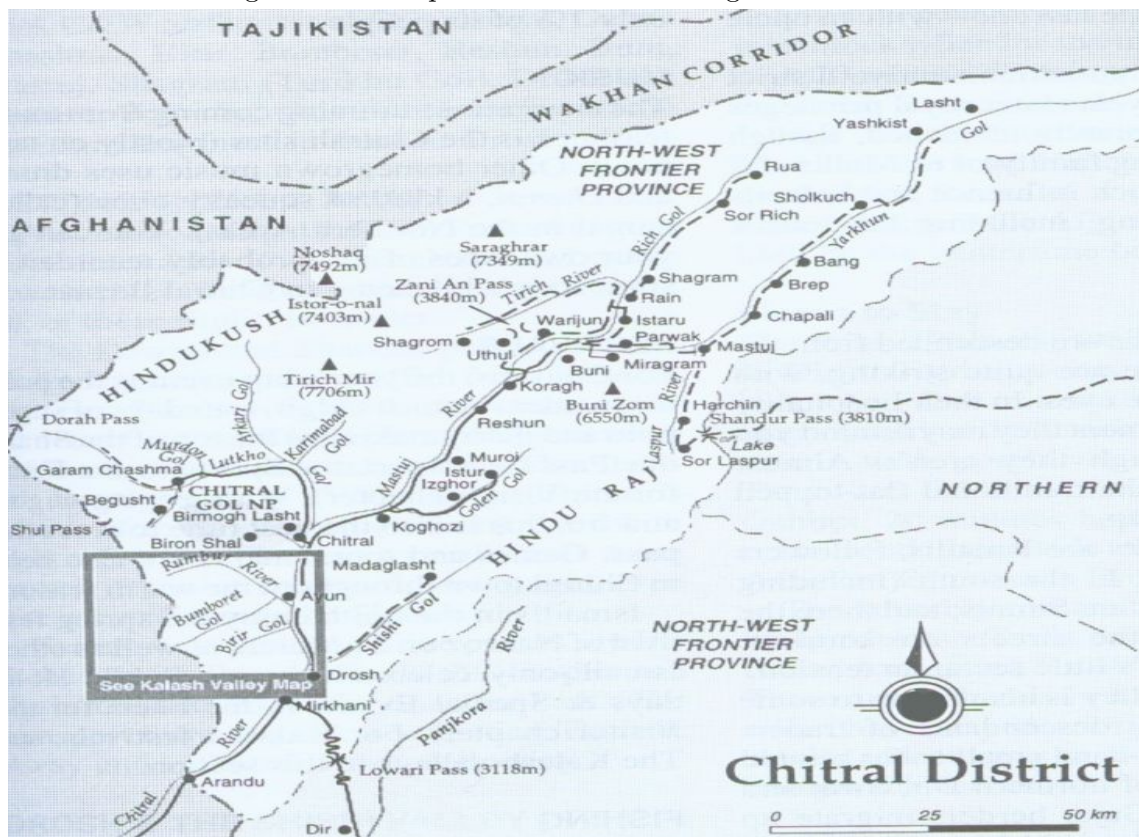 TAJIKISTAN
WAKHAN CORRIDOR
Lasht
Yashkist
Gol
NORTH-WEST
FRONTIER
PROVINCE
Rua
Sor Rich
Sholkuch
Yarkhun
AFGHANISTAN
Noshaq
(7492m)
Saraghrar
(7349m)
Rich Gol
Bang
Zani An Pass
(3840m)
Tirich River
Shagram
Brep
Istor-o-nal
(7403m)
Rain
HINDUKUSH
Warijun
Istaru
Chapali
Shagrom
Uthul
Parwak
Mastuj
Tirich Mir
(7706m)
Buni
Miragram
Koragh
Buni Zom
(6550m)
River
Harchin
Shandur Pass (3810m)
Dorah Pass
Arkari Gol
Karimabad
Gol
Reshun
River
Laspur
Lake
Sor Laspur
Murdan
Gol
Lutkho
Gol
Mastuj
Muroi
Garam Chashma
Istur
Izghor
RAJ
NORTHERN
Begusht
CHITRAL
GOL NP
Golen Gol
HINDU
Birmogh Lasht
Koghozi
Shui Pass
Biron Shal
Chitral
Rumbur
River
Madaglasht
Ayun
Bumboret
Gol
Shishi
Gol
Birir
Gol
River
NORTH-WEST
FRONTIER
PROVINCE
See Kalash Valley Map
Drosh
Mirkhani
River
Panjkora
Arandu
Lowari Pass (3118m)
Chitral District
Chitral
Dir
0 25 50 km